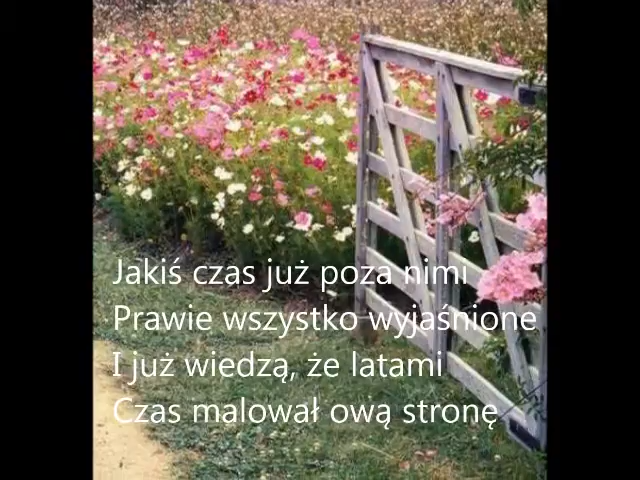 Jakiś czas już poza nimi
Prawie wszystko wyjaśnione
I już wiedzą, że latami
Czas malował ową stronę